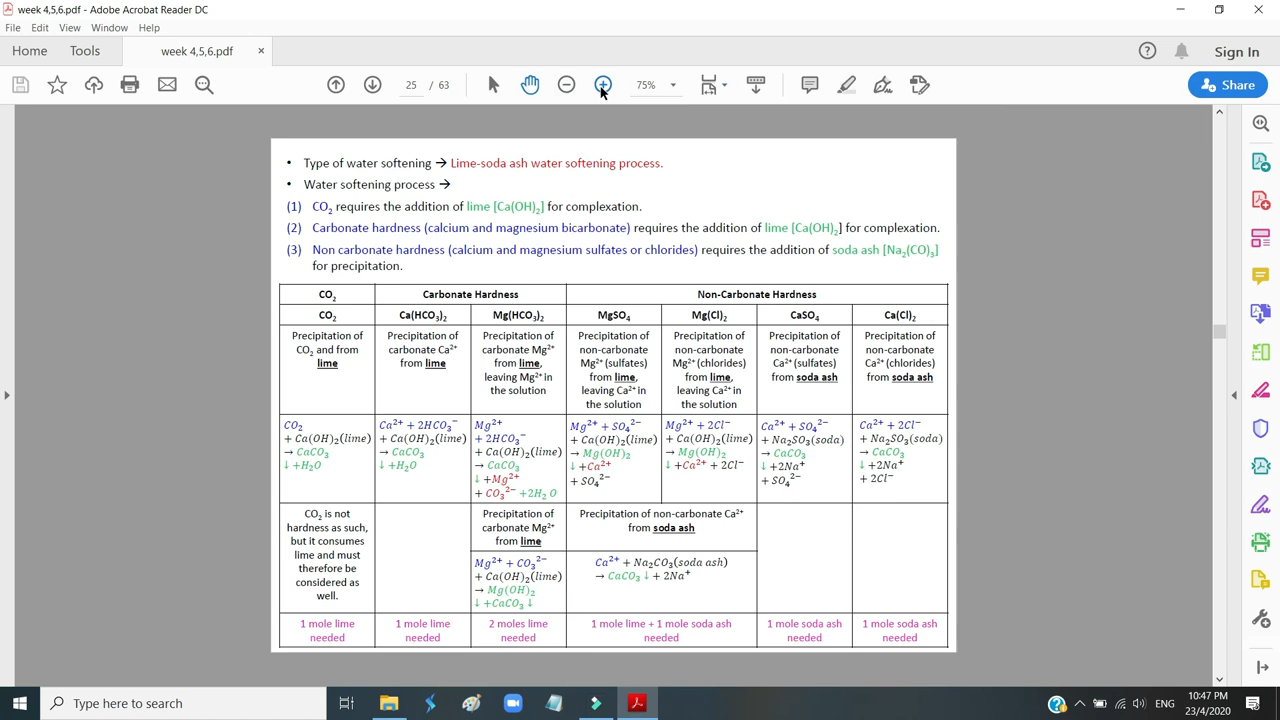 week 4,5,6.pdf - Adobe Acrobat Reader DC
File Edit View Window Help
Home Tools week 4,5,6.pdf × Sign In
25 / 63 75% Share
• Type of water softening → Lime-soda ash water softening process.
• Water softening process →
(1) CO₂ requires the addition of lime [Ca(OH)₂] for complexation.
(2) Carbonate hardness (calcium and magnesium bicarbonate) requires the addition of lime [Ca(OH)₂] for complexation.
(3) Non carbonate hardness (calcium and magnesium sulfates or chlorides) requires the addition of soda ash [Na₂(CO)₃]
for precipitation.
CO₂ Carbonate Hardness Non-Carbonate Hardness
CO₂ Ca(HCO₃)₂ Mg(HCO₃)₂ MgSO₄ Mg(Cl)₂ CaSO₄ Ca(Cl)₂
Precipitation of
CO₂ and from
lime
Precipitation of
carbonate Ca²⁺
from lime
Precipitation of
carbonate Mg²⁺
from lime,
leaving Mg²⁺ in
the solution
Precipitation of
non-carbonate
Mg²⁺ (sulfates)
from lime,
leaving Ca²⁺ in
the solution
Precipitation of
non-carbonate
Mg²⁺ (chlorides)
from lime,
leaving Ca²⁺ in
the solution
Precipitation of
non-carbonate
Ca²⁺ (sulfates)
from soda ash
Precipitation of
non-carbonate
Ca²⁺ (chlorides)
from soda ash
CO₂
+ Ca(OH)₂(lime)
→ CaCO₃
↓ +H₂O
Ca²⁺ + 2HCO₃⁻
+ Ca(OH)₂(lime)
→ CaCO₃
↓ +H₂O
Mg²⁺
+ 2HCO₃⁻
+ Ca(OH)₂(lime)
→ CaCO₃
↓ +Mg²⁺
+ CO₃²⁻ +2H₂O
Mg²⁺ + SO₄²⁻
+ Ca(OH)₂(lime)
→ Mg(OH)₂
↓ +Ca²⁺
+ SO₄²⁻
Mg²⁺ + 2Cl⁻
+ Ca(OH)₂(lime)
→ Mg(OH)₂
↓ +Ca²⁺ + 2Cl⁻
Ca²⁺ + SO₄²⁻
+ Na₂SO₃(soda)
→ CaCO₃
↓ +2Na⁺
+ SO₄²⁻
Ca²⁺ + 2Cl⁻
+ Na₂SO₃(soda)
→ CaCO₃
↓ +2Na⁺
+ 2Cl⁻
CO₂ is not
hardness as such,
but it consumes
lime and must
therefore be
considered as
well.
Precipitation of
carbonate Mg²⁺
from lime
Mg²⁺ + CO₃²⁻
+ Ca(OH)₂(lime)
→ Mg(OH)₂
↓ +CaCO₃ ↓
Precipitation of non-carbonate Ca²⁺
from soda ash
Ca²⁺ + Na₂CO₃(soda ash)
→ CaCO₃ ↓ + 2Na⁺
1 mole lime
needed
1 mole lime
needed
2 moles lime
needed
1 mole lime + 1 mole soda ash
needed
1 mole soda ash
needed
1 mole soda ash
needed
Type here to search
ENG
10:47 PM
23/4/2020